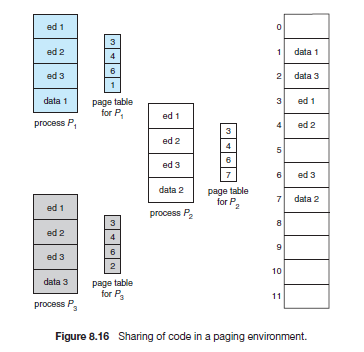 ed 1
ed 2
ed 3
data 1
process P1
3
4
6
1
page table
for P1
ed 1
ed 2
ed 3
data 2
process P2
3
4
6
7
page table
for P2
ed 1
ed 2
ed 3
data 3
process P3
3
4
6
2
page table
for P3
0
1 data 1
2 data 3
3 ed 1
4 ed 2
5
6 ed 3
7 data 2
8
9
10
11
Figure 8.16 Sharing of code in a paging environment.